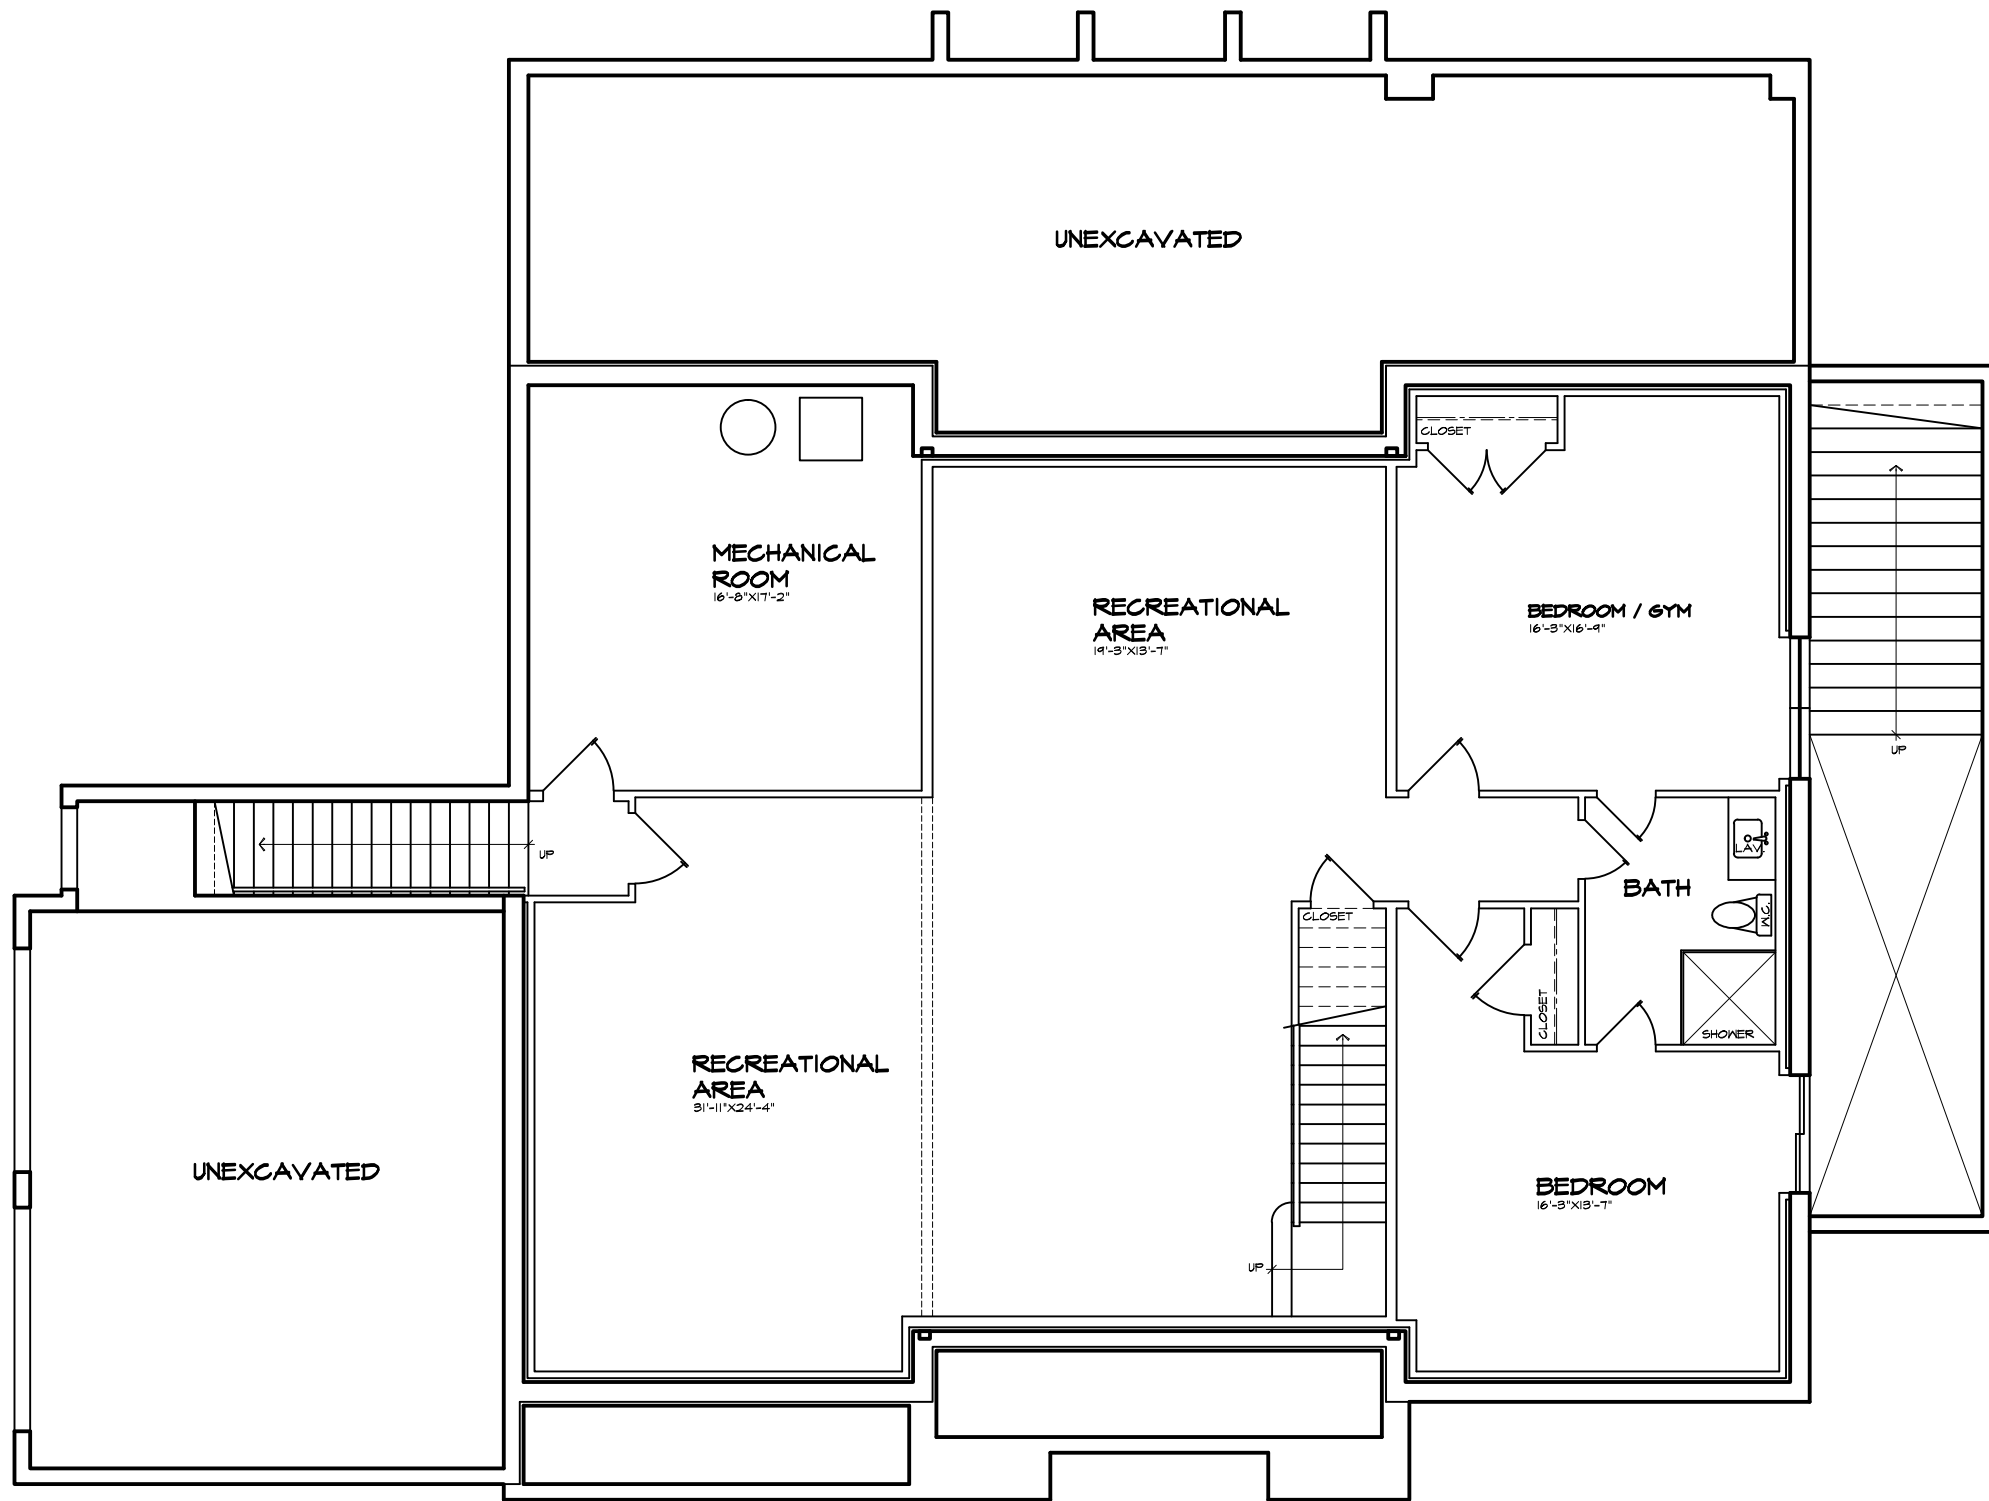 UNEXCAVATED
CLOSET
MECHANICAL
ROOM
16'-8"X17'-2"
RECREATIONAL
AREA
19'-3"X13'-7"
BEDROOM / GYM
16'-3"X16'-9"
UP
UP
LAV.
BATH
W.C.
CLOSET
CLOSET
SHOWER
RECREATIONAL
AREA
31'-11"X24'-4"
UNEXCAVATED
BEDROOM
16'-3"X13'-7"
UP